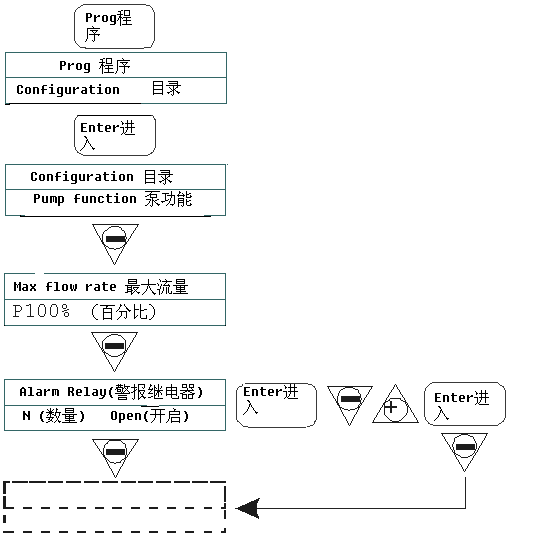 Prog程
序
Prog 程序
Configuration 目录
Enter进
入
Configuration 目录
Pump function 泵功能
Max flow rate 最大流量
P100% （百分比）
Alarm Relay(警报继电器)
N (数量) Open(开启)
Enter进
入
Enter进
入